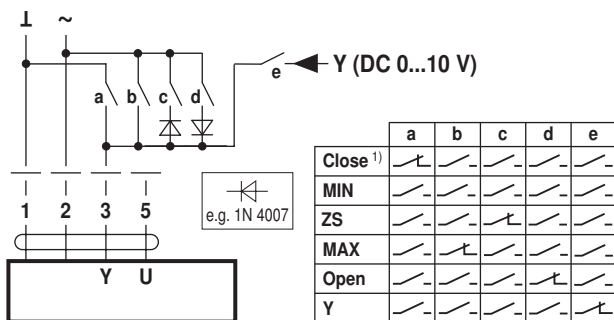 ⊥ ~
e Y (DC 0...10 V)
a b c d
1 2 3 5
e.g. 1N 4007
Y U
a b c d e
Close 1)
MIN
ZS
MAX
Open
Y